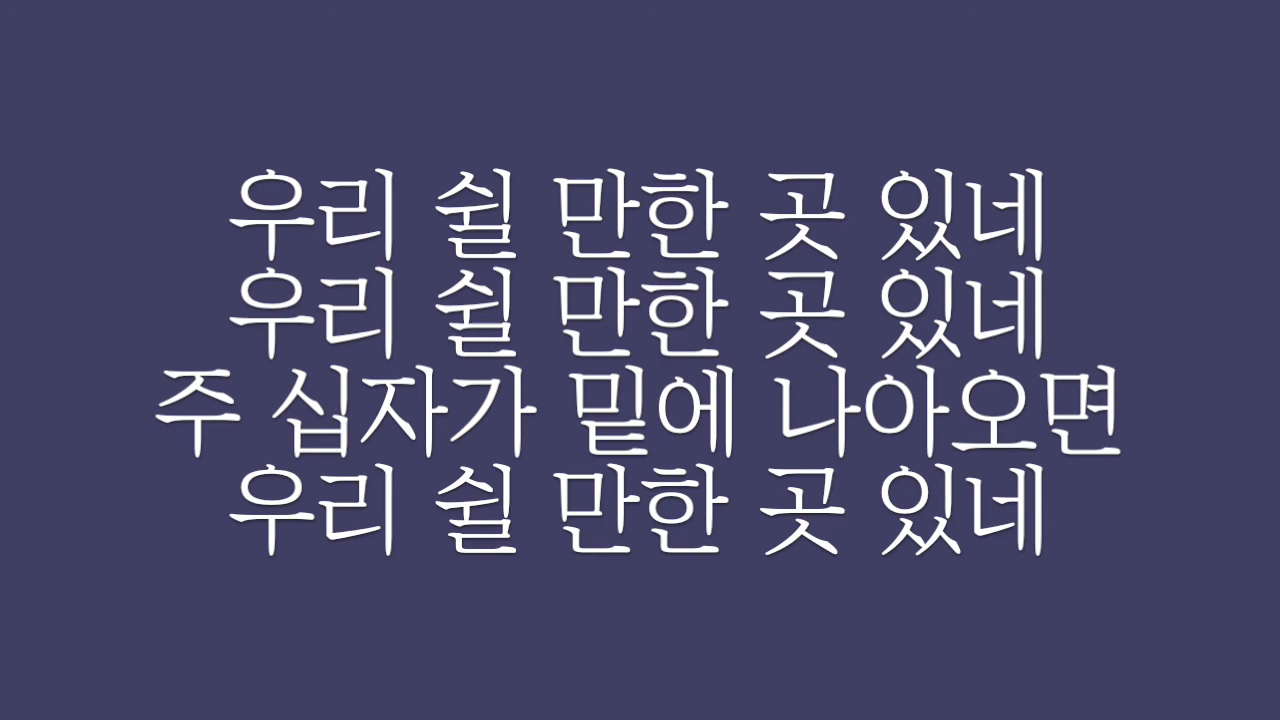 우리 쉴 만한 곳 있네
우리 쉴 만한 곳 있네
주 십자가 밑에 나아오면
우리 쉴 만한 곳 있네